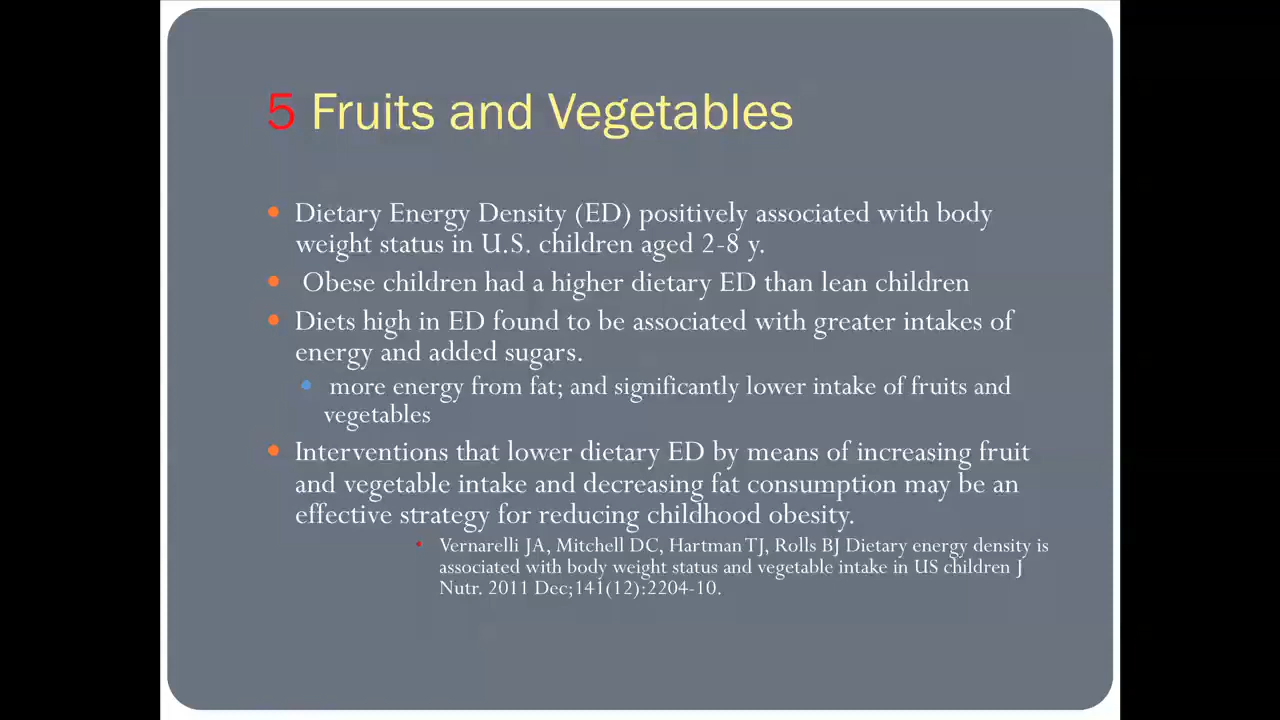 5 Fruits and Vegetables
Dietary Energy Density (ED) positively associated with body
weight status in U.S. children aged 2-8 y.
Obese children had a higher dietary ED than lean children
Diets high in ED found to be associated with greater intakes of
energy and added sugars.
more energy from fat; and significantly lower intake of fruits and
vegetables
Interventions that lower dietary ED by means of increasing fruit
and vegetable intake and decreasing fat consumption may be an
effective strategy for reducing childhood obesity.
Vernarelli JA, Mitchell DC, Hartman TJ, Rolls BJ Dietary energy density is
associated with body weight status and vegetable intake in US children J
Nutr. 2011 Dec;141(12):2204-10.